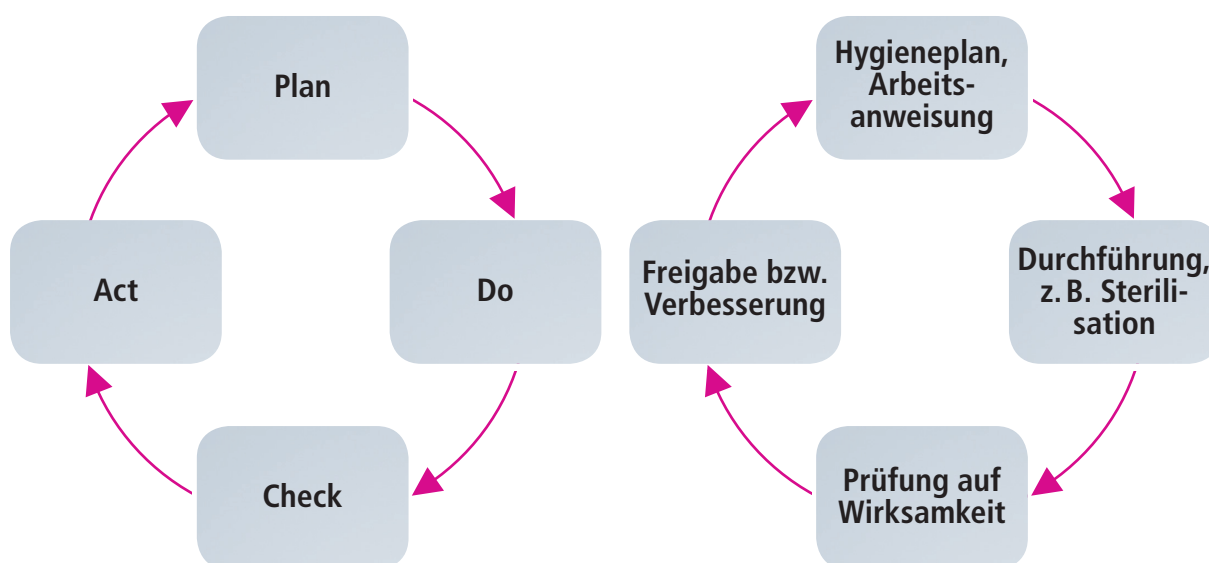 Plan
Do
Check
Act
Hygieneplan,
Arbeits-
anweisung
Durchführung,
z. B. Sterili-
sation
Prüfung auf
Wirksamkeit
Freigabe bzw.
Verbesserung